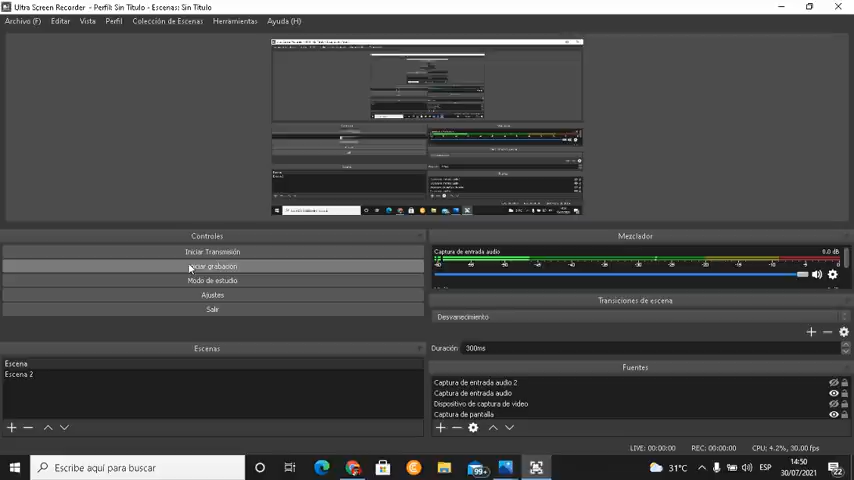 Ultra Screen Recorder - Perfil: Sin Título - Escenas: Sin Título
Archivo (F) Editar Vista Perfil Colección de Escenas Herramientas Ayuda (H)
Controles
Iniciar Transmisión
Iniciar grabación
Modo de estudio
Ajustes
Salir
Mezclador
Captura de entrada audio 0.0 dB
Transiciones de escena
Desvanecimiento
Duración: 300ms
Escenas
Escena
Escena 2
Fuentes
Captura de entrada audio 2
Captura de entrada audio
Dispositivo de captura de video
Captura de pantalla
LIVE: 00:00:00 REC: 00:00:00 CPU: 4.2%, 30.00 fps
Escribe aquí para buscar
99+
31°C
ESP
14:50
30/07/2021
22